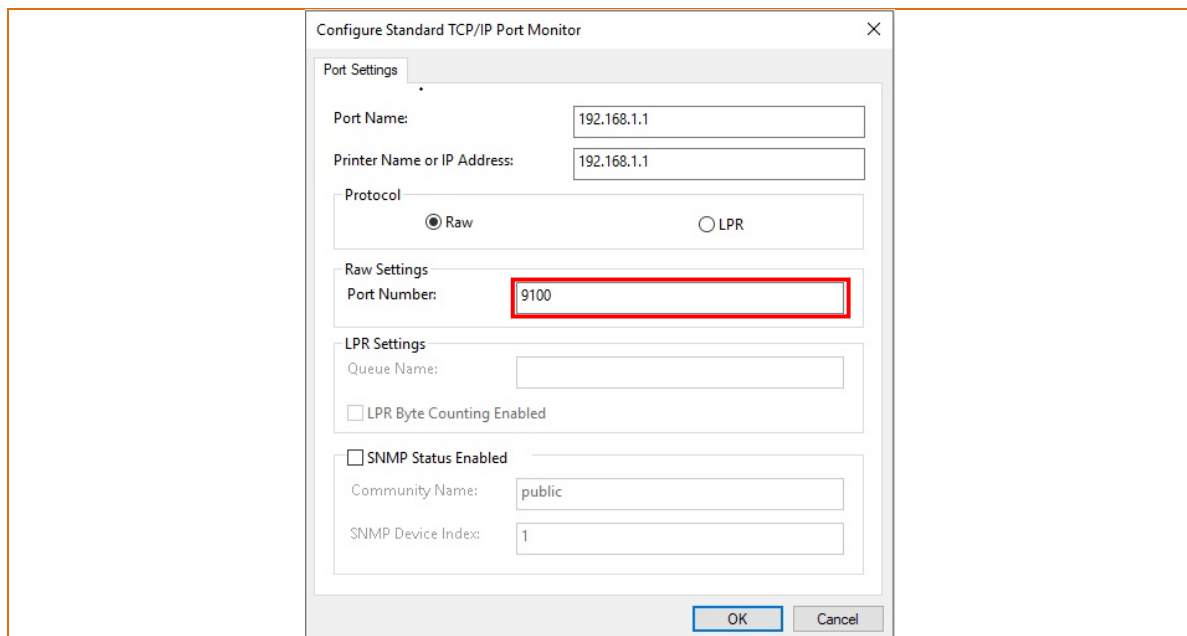 Configure Standard TCP/IP Port Monitor
Port Settings
Port Name: 192.168.1.1
Printer Name or IP Address: 192.168.1.1
Protocol
Raw LPR
Raw Settings
Port Number: 9100
LPR Settings
Queue Name:
LPR Byte Counting Enabled
SNMP Status Enabled
Community Name: public
SNMP Device Index: 1
OK Cancel